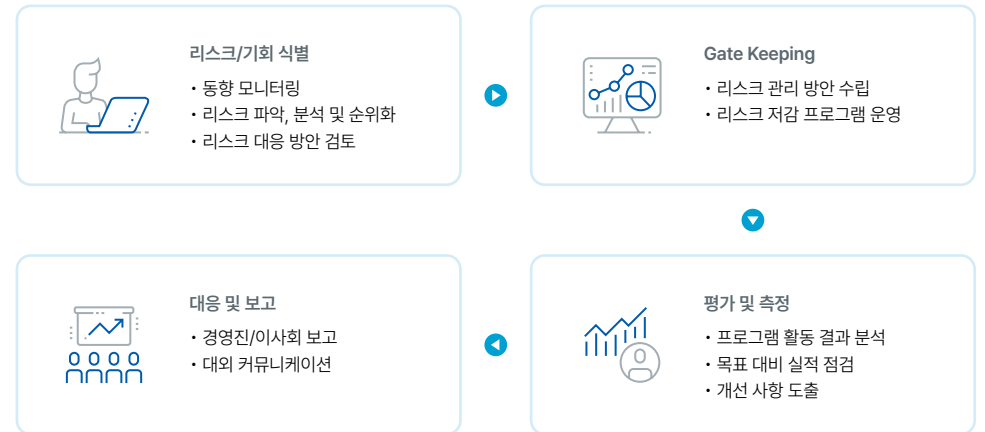 리스크/기회 식별
• 동향 모니터링
• 리스크 파악, 분석 및 순위화
• 리스크 대응 방안 검토
Gate Keeping
• 리스크 관리 방안 수립
• 리스크 저감 프로그램 운영
평가 및 측정
• 프로그램 활동 결과 분석
• 목표 대비 실적 점검
• 개선 사항 도출
대응 및 보고
• 경영진/이사회 보고
• 대외 커뮤니케이션